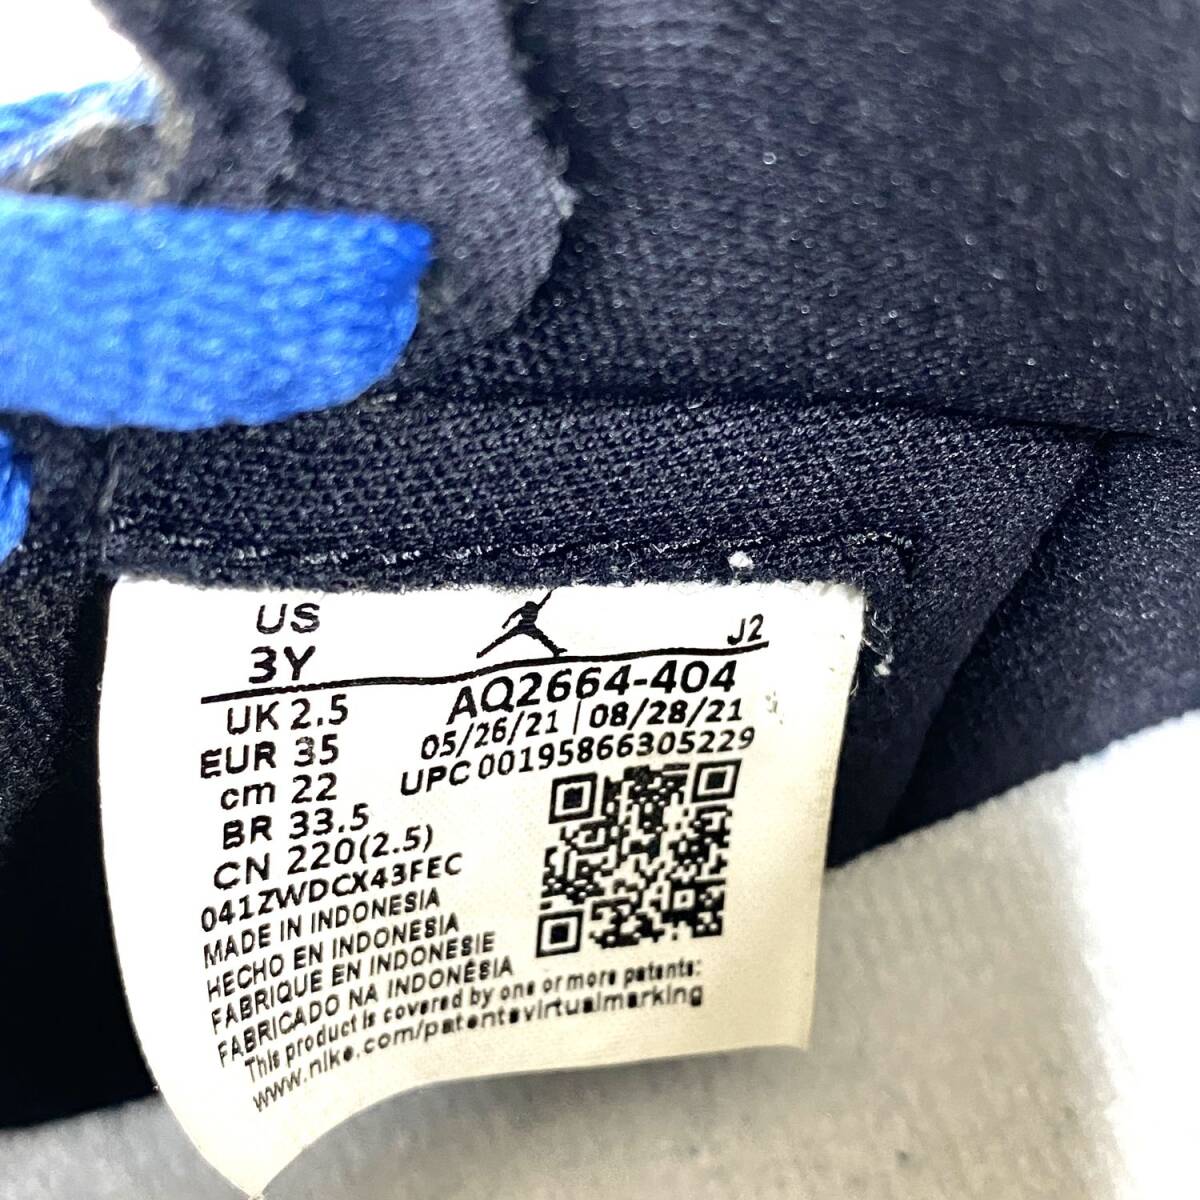 US
3Y
J2
UK 2.5
EUR 35
cm 22
BR 33.5
CN 220(2.5)
AQ2664-404
05/26/21 | 08/28/21
UPC 00195866305229
041ZWDCX43FEC
MADE IN INDONESIA
HECHO EN INDONESIA
FABRIQUE EN INDONESIE
FABRICADO NA INDONÉSIA
This product is covered by one or more patents:
www.nike.com/patentsvirtualmarking